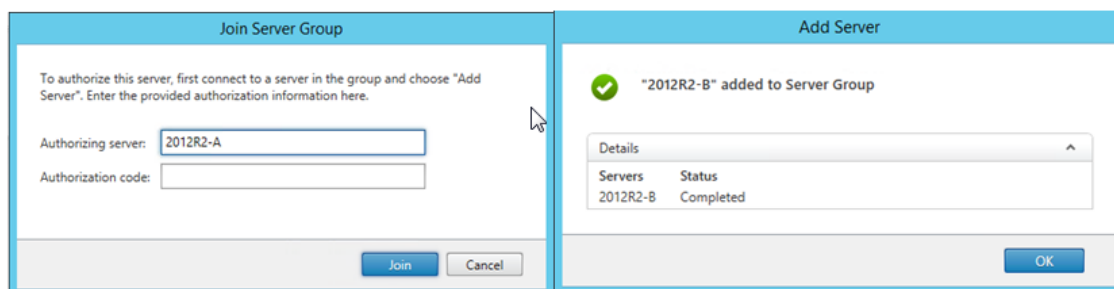 Join Server Group
To authorize this server, first connect to a server in the group and choose "Add
Server". Enter the provided authorization information here.
Authorizing server: 2012R2-A
Authorization code:
Join Cancel
Add Server
"2012R2-B" added to Server Group
Details
Servers Status
2012R2-B Completed
OK